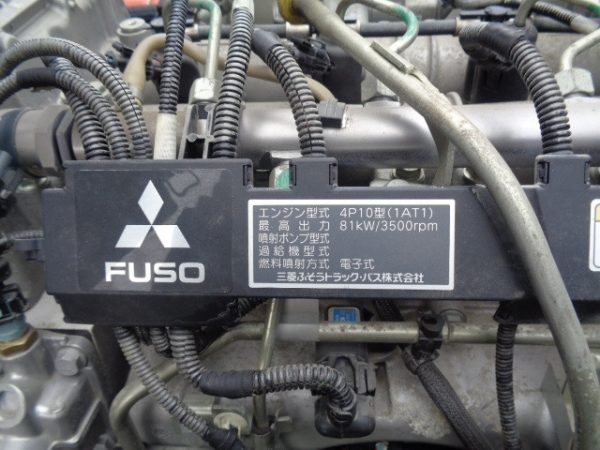 FUSO
エンジン型式 4P10型(1AT1)
最高出力 81kW/3500rpm
噴射ポンプ型式
過給機型式
燃料噴射方式 電子式
三菱ふそうトラック・バス株式会社